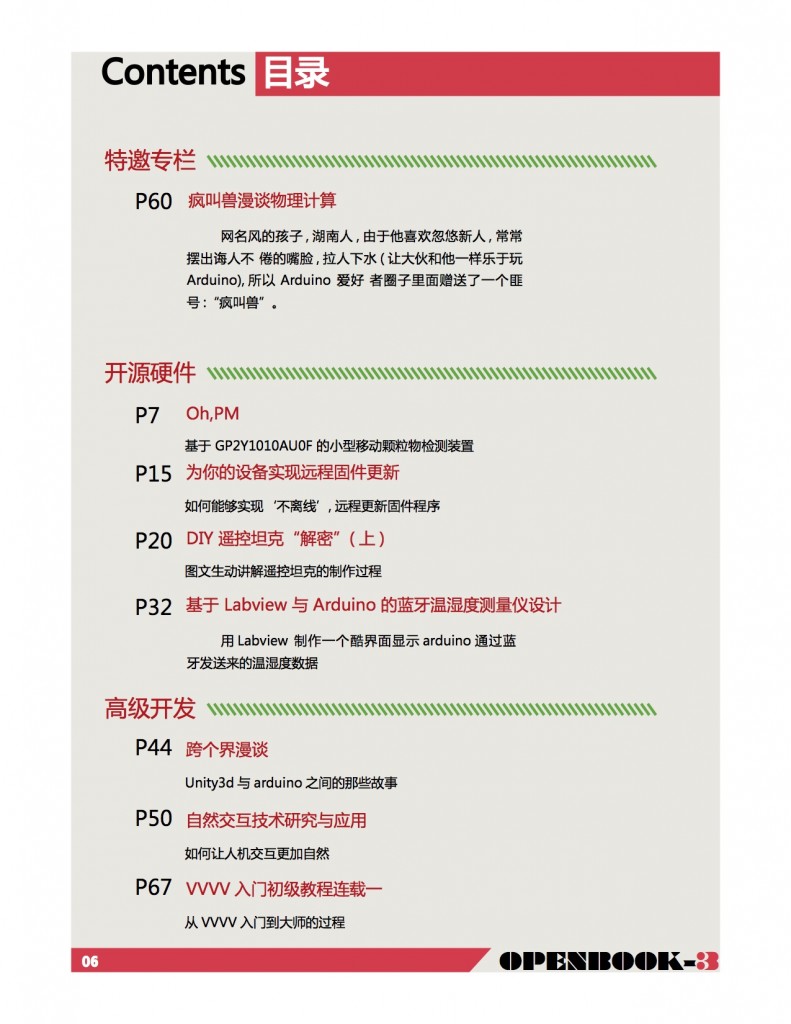 Contents 目录
特邀专栏
P60 疯叫兽漫谈物理计算
网名风的孩子,湖南人,由于他喜欢忽悠新人,常常
摆出诲人不 倦的嘴脸,拉人下水(让大伙和他一样乐于玩
Arduino),所以 Arduino 爱好 者圈子里面赠送了一个匪
号:“疯叫兽”。
开源硬件
P7 Oh,PM
基于 GP2Y1010AU0F 的小型移动颗粒物检测装置
P15 为你的设备实现远程固件更新
如何能够实现‘不离线’,远程更新固件程序
P20 DIY 遥控坦克“解密”(上)
图文生动讲解遥控坦克的制作过程
P32 基于 Labview 与 Arduino 的蓝牙温湿度测量仪设计
用 Labview 制作一个酷界面显示 arduino 通过蓝
牙发送来的温湿度数据
高级开发
P44 跨个界漫谈
Unity3d 与 arduino 之间的那些故事
P50 自然交互技术研究与应用
如何让人机交互更加自然
P67 VVVV 入门初级教程连载一
从 VVVV 入门到大师的过程
06 OPENBOOK-3